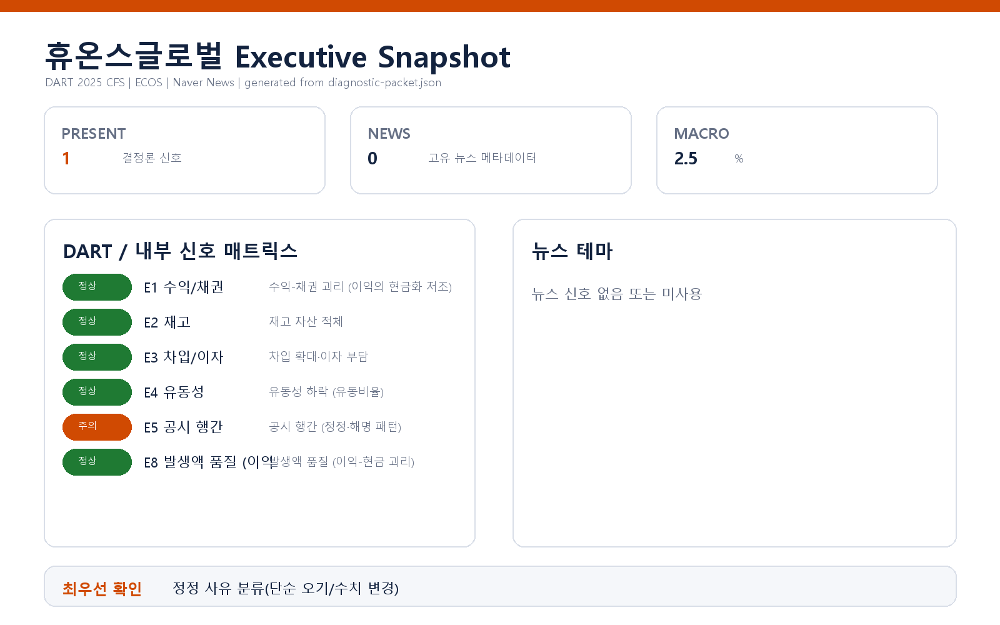 휴온스글로벌 Executive Snapshot
DART 2025 CFS | ECOS | Naver News | generated from diagnostic-packet.json
PRESENT
1 결정론 신호
NEWS
0 고유 뉴스 메타데이터
MACRO
2.5 %
DART / 내부 신호 매트릭스
정상 E1 수익/채권 수익-채권 괴리 (이익의 현금화 저조)
정상 E2 재고 재고 자산 적체
정상 E3 차입/이자 차입 확대·이자 부담
정상 E4 유동성 유동성 하락 (유동비율)
주의 E5 공시 행간 공시 행간 (정정·해명 패턴)
정상 E8 발생액 품질 (이익 발생액 품질 (이익-현금 괴리)
뉴스 테마
뉴스 신호 없음 또는 미사용
최우선 확인 정정 사유 분류(단순 오기/수치 변경)